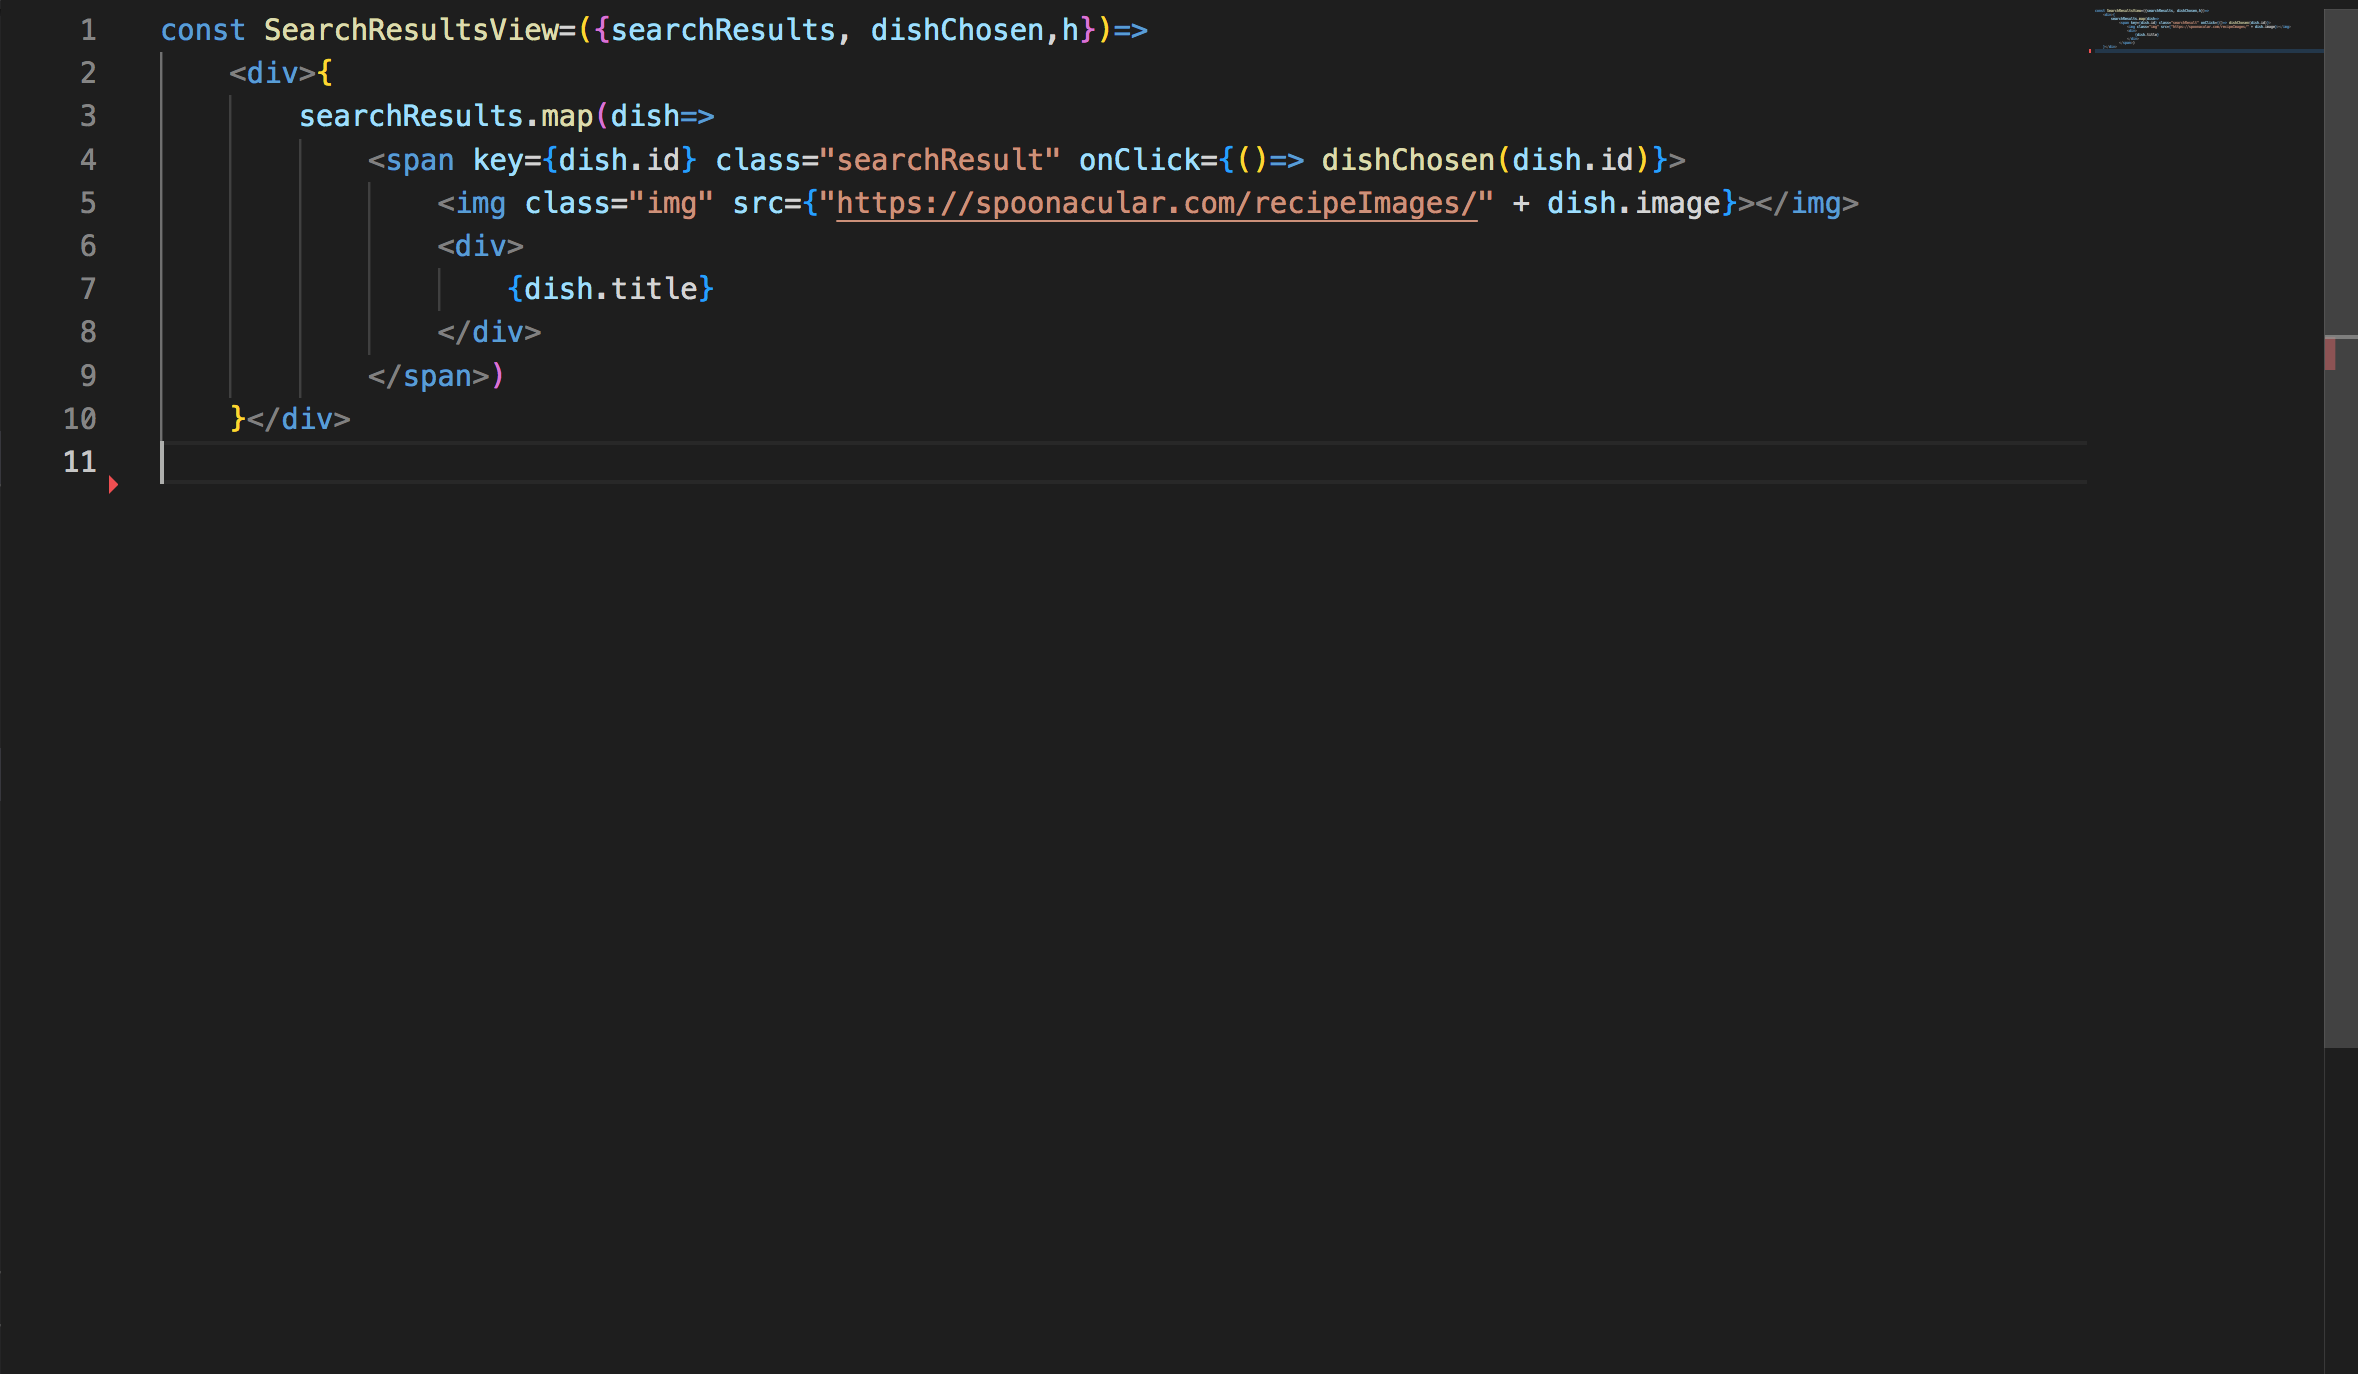 1 const SearchResultsView=({searchResults, dishChosen,h})=>
2 <div>{
3 searchResults.map(dish=>
4 <span key={dish.id} class="searchResult" onClick={()=> dishChosen(dish.id)}>
5 <img class="img" src={"https://spoonacular.com/recipeImages/" + dish.image}></img>
6 <div>
7 {dish.title}
8 </div>
9 </span>)
10 }</div>
11